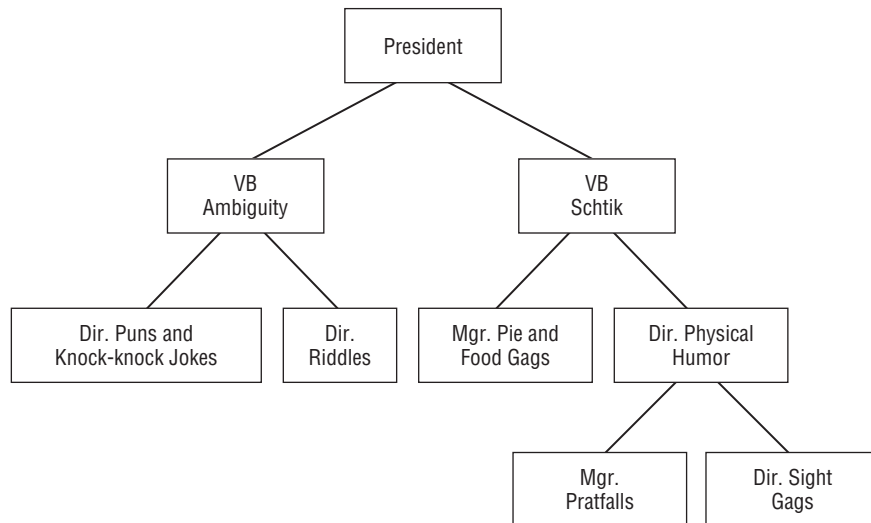 President
VB
Ambiguity
VB
Schtik
Dir. Puns and
Knock-knock Jokes
Dir.
Riddles
Mgr. Pie and
Food Gags
Dir. Physical
Humor
Mgr.
Pratfalls
Dir. Sight
Gags